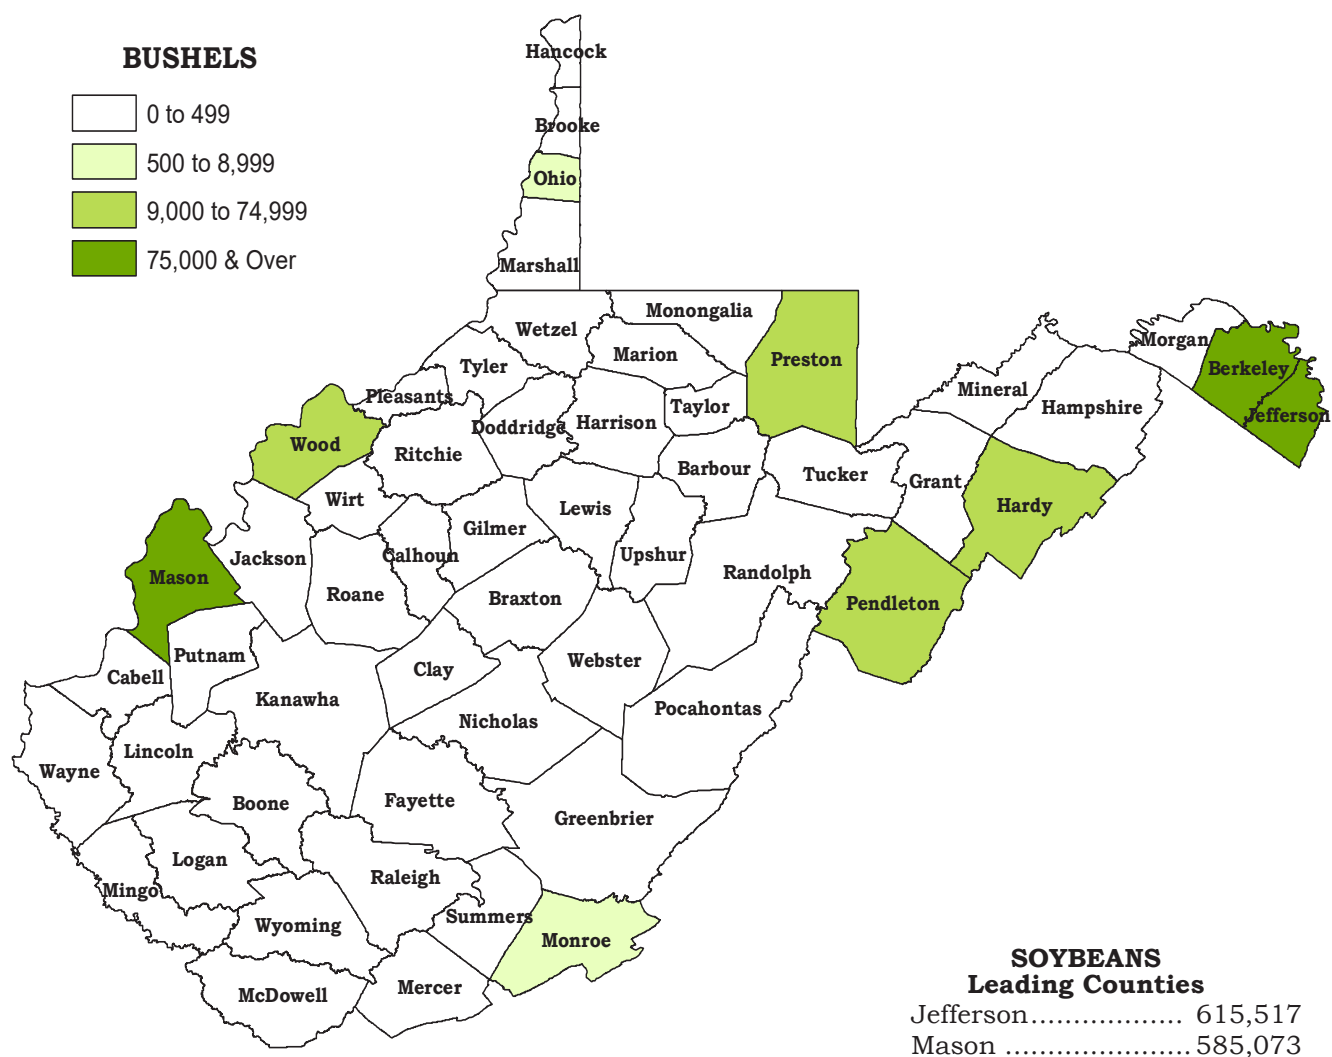 BUSHELS
0 to 499
500 to 8,999
9,000 to 74,999
75,000 & Over
Hancock
Brooke
Ohio
Marshall
Wetzel
Monongalia
Marion
Preston
Tyler
Pleasants
Doddridge
Harrison
Taylor
Mineral
Hampshire
Morgan
Berkeley
Jefferson
Wood
Ritchie
Wirt
Barbour
Tucker
Grant
Hardy
Lewis
Gilmer
Upshur
Calhoun
Jackson
Roane
Mason
Randolph
Braxton
Pendleton
Putnam
Cabell
Clay
Webster
Kanawha
Nicholas
Pocahontas
Lincoln
Wayne
Boone
Fayette
Greenbrier
Logan
Raleigh
Mingo
Wyoming
Summers
Monroe
McDowell
Mercer
SOYBEANS
Leading Counties
Jefferson.................. 615,517
Mason ...................... 585,073